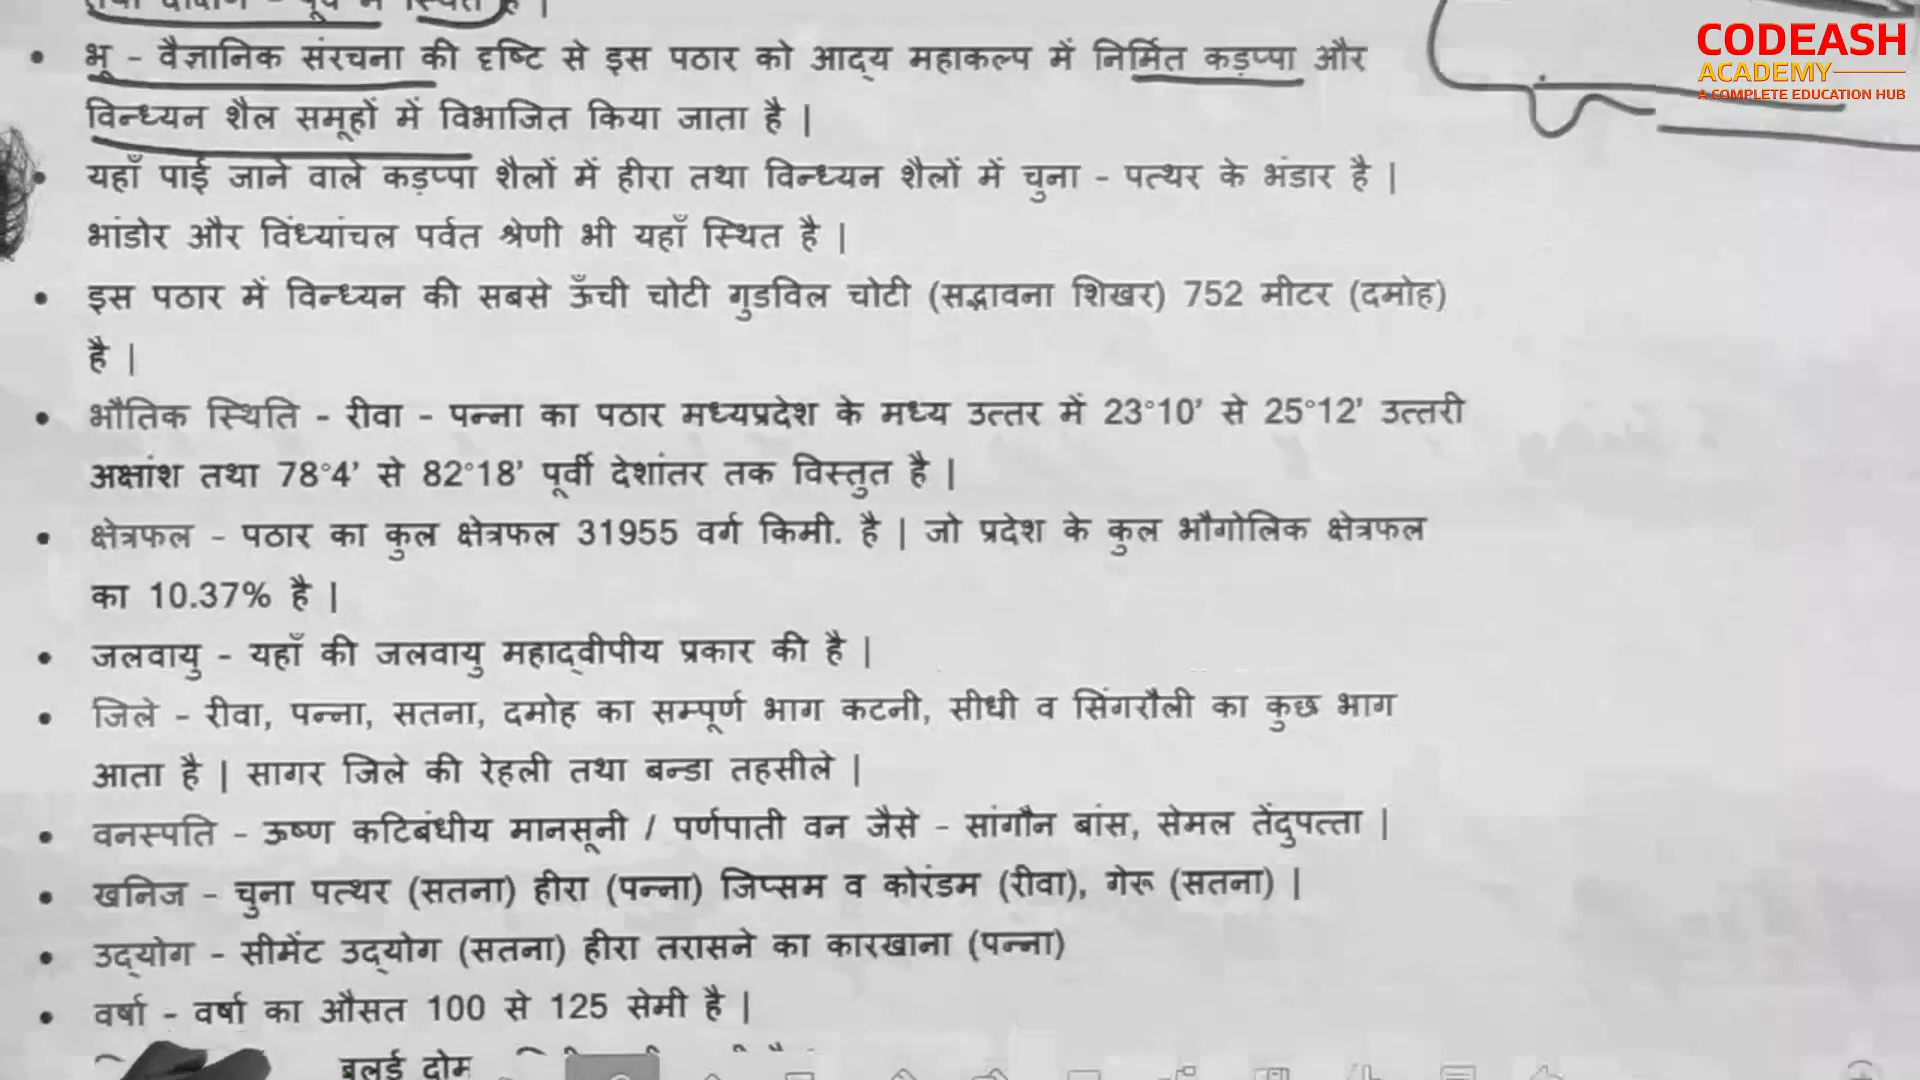 CODEASH
ACADEMY
A COMPLETE EDUCATION HUB
• भू - वैज्ञानिक संरचना की दृष्टि से इस पठार को आद्य महाकल्प में निर्मित कड़प्पा और
विन्ध्यन शैल समूहों में विभाजित किया जाता है |
• यहाँ पाई जाने वाले कड़प्पा शैलों में हीरा तथा विन्ध्यन शैलों में चुना - पत्थर के भंडार है |
भांडोर और विंध्यांचल पर्वत श्रेणी भी यहाँ स्थित है |
• इस पठार में विन्ध्यन की सबसे ऊँची चोटी गुडविल चोटी (सद्भावना शिखर) 752 मीटर (दमोह)
है |
• भौतिक स्थिति - रीवा - पन्ना का पठार मध्यप्रदेश के मध्य उत्तर में 23°10’ से 25°12’ उत्तरी
अक्षांश तथा 78°4’ से 82°18’ पूर्वी देशांतर तक विस्तुत है |
• क्षेत्रफल - पठार का कुल क्षेत्रफल 31955 वर्ग किमी. है | जो प्रदेश के कुल भौगोलिक क्षेत्रफल
का 10.37% है |
• जलवायु - यहाँ की जलवायु महाद्वीपीय प्रकार की है |
• जिले - रीवा, पन्ना, सतना, दमोह का सम्पूर्ण भाग कटनी, सीधी व सिंगरौली का कुछ भाग
आता है | सागर जिले की रेहली तथा बन्डा तहसीले |
• वनस्पति - ऊष्ण कटिबंधीय मानसूनी / पर्णपाती वन जैसे - सांगौन बांस, सेमल तेंदुपत्ता |
• खनिज - चुना पत्थर (सतना) हीरा (पन्ना) जिप्सम व कोरंडम (रीवा), गेरू (सतना) |
• उद्योग - सीमेंट उद्योग (सतना) हीरा तरासने का कारखाना (पन्ना)
• वर्षा - वर्षा का औसत 100 से 125 सेमी है |